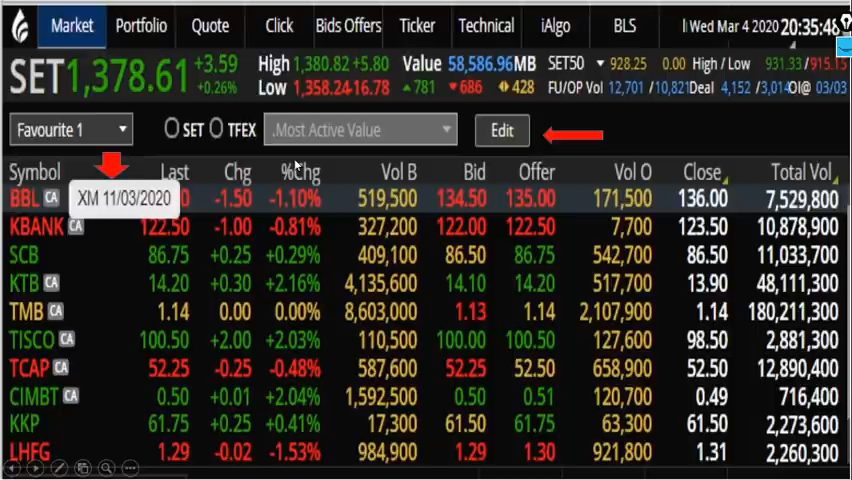 Market Portfolio Quote Click Bids Offers Ticker Technical iAlgo BLS Wed Mar 4 2020 20:35:48
SET 1,378.61 +3.59 +0.26% High 1,380.82 +5.80 Value 58,586.96MB SET50 928.25 0.00 High / Low 931.33 / 915.15
Low 1,358.24 -16.78 781 686 428 FU/OP Vol 12,701 / 10,821 Deal 4,152 / 3,014 OI@ 03/03
Favourite 1 SET TFEX .Most Active Value Edit
Symbol Last Chg %Chg Vol B Bid Offer Vol O Close Total Vol
BBL CA -1.50 -1.10% 519,500 134.50 135.00 171,500 136.00 7,529,800
XM 11/03/2020
KBANK CA 122.50 -1.00 -0.81% 327,200 122.00 122.50 7,700 123.50 10,878,900
SCB 86.75 +0.25 +0.29% 409,100 86.50 86.75 542,700 86.50 11,033,700
KTB CA 14.20 +0.30 +2.16% 4,135,600 14.10 14.20 517,700 13.90 48,111,300
TMB CA 1.14 0.00 0.00% 8,603,000 1.13 1.14 2,107,900 1.14 180,211,300
TISCO CA 100.50 +2.00 +2.03% 110,500 100.00 100.50 127,600 98.50 2,881,300
TCAP CA 52.25 -0.25 -0.48% 587,600 52.25 52.50 658,900 52.50 12,890,400
CIMBT CA 0.50 +0.01 +2.04% 1,592,500 0.50 0.51 120,700 0.49 716,400
KKP 61.75 +0.25 +0.41% 17,300 61.50 61.75 63,300 61.50 2,273,600
LHFG 1.29 -0.02 -1.53% 984,900 1.29 1.30 921,800 1.31 2,260,300